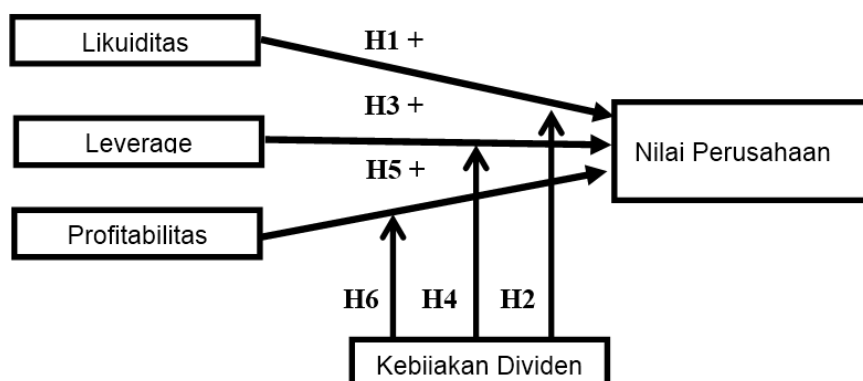 Likuiditas
H1 +
H3 +
Leverage
Nilai Perusahaan
H5 +
Profitabilitas
H6 H4 H2
Kebijakan Dividen